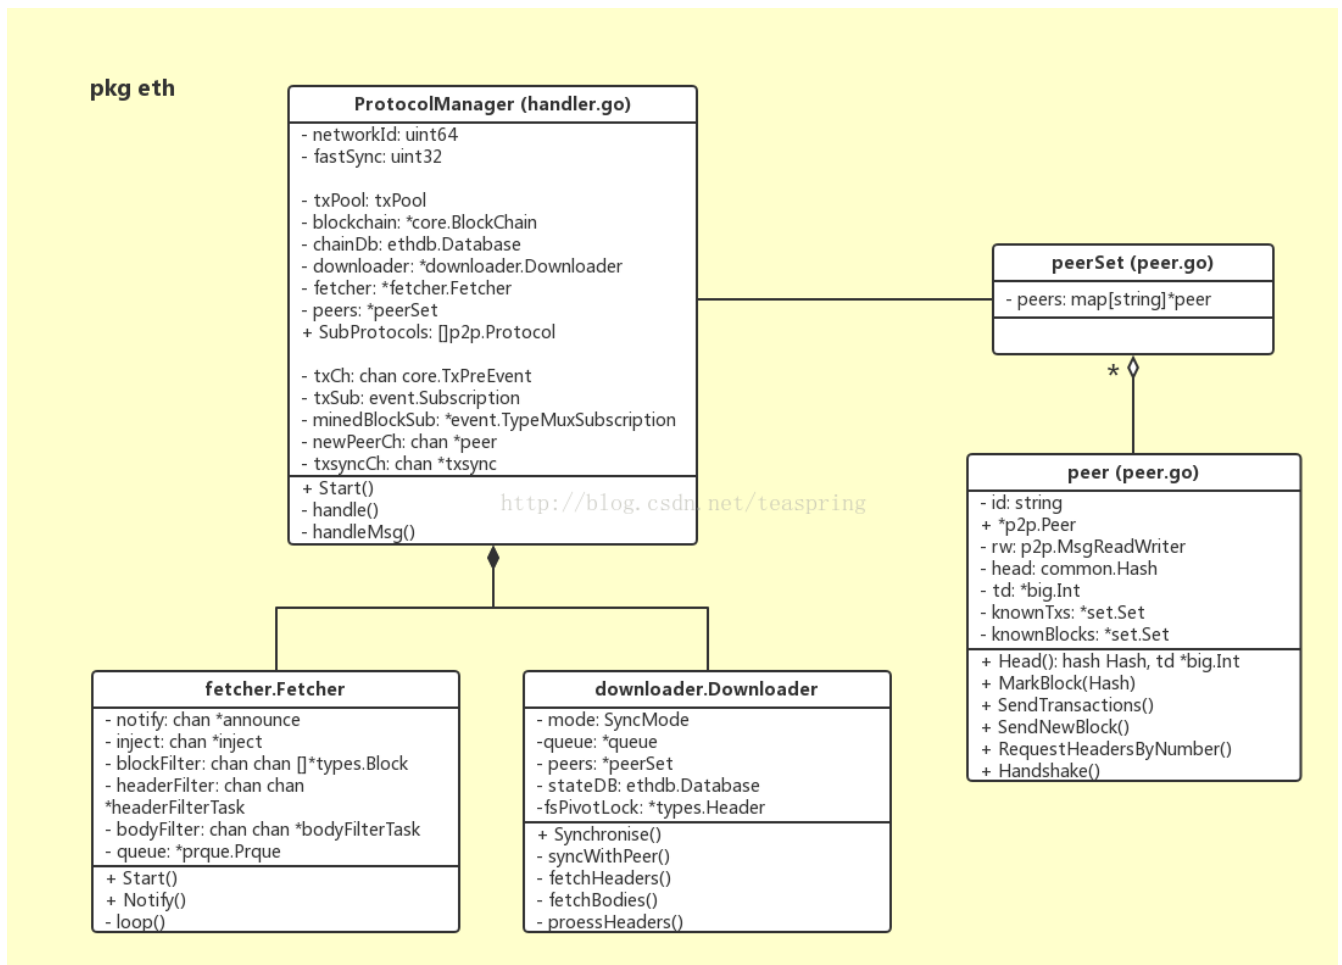 pkg eth
ProtocolManager (handler.go)
- networkId: uint64
- fastSync: uint32
- txPool: txPool
- blockchain: *core.BlockChain
- chainDb: ethdb.Database
- downloader: *downloader.Downloader
- fetcher: *fetcher.Fetcher
- peers: *peerSet
+ SubProtocols: []p2p.Protocol
- txCh: chan core.TxPreEvent
- txSub: event.Subscription
- minedBlockSub: *event.TypeMuxSubscription
- newPeerCh: chan *peer
- txsyncCh: chan *txsync
+ Start()
- handle()
- handleMsg()
http://blog.csdn.net/teaspring
peerSet (peer.go)
- peers: map[string]*peer
*
peer (peer.go)
- id: string
+ *p2p.Peer
- rw: p2p.MsgReadWriter
- head: common.Hash
- td: *big.Int
- knownTxs: *set.Set
- knownBlocks: *set.Set
+ Head(): hash Hash, td *big.Int
+ MarkBlock(Hash)
+ SendTransactions()
+ SendNewBlock()
+ RequestHeadersByNumber()
+ Handshake()
fetcher.Fetcher
- notify: chan *announce
- inject: chan *inject
- blockFilter: chan chan []*types.Block
- headerFilter: chan chan
*headerFilterTask
- bodyFilter: chan chan *bodyFilterTask
- queue: *prque.Prque
+ Start()
+ Notify()
- loop()
downloader.Downloader
- mode: SyncMode
-queue: *queue
- peers: *peerSet
- stateDB: ethdb.Database
-fsPivotLock: *types.Header
+ Synchronise()
- syncWithPeer()
- fetchHeaders()
- fetchBodies()
- proessHeaders()